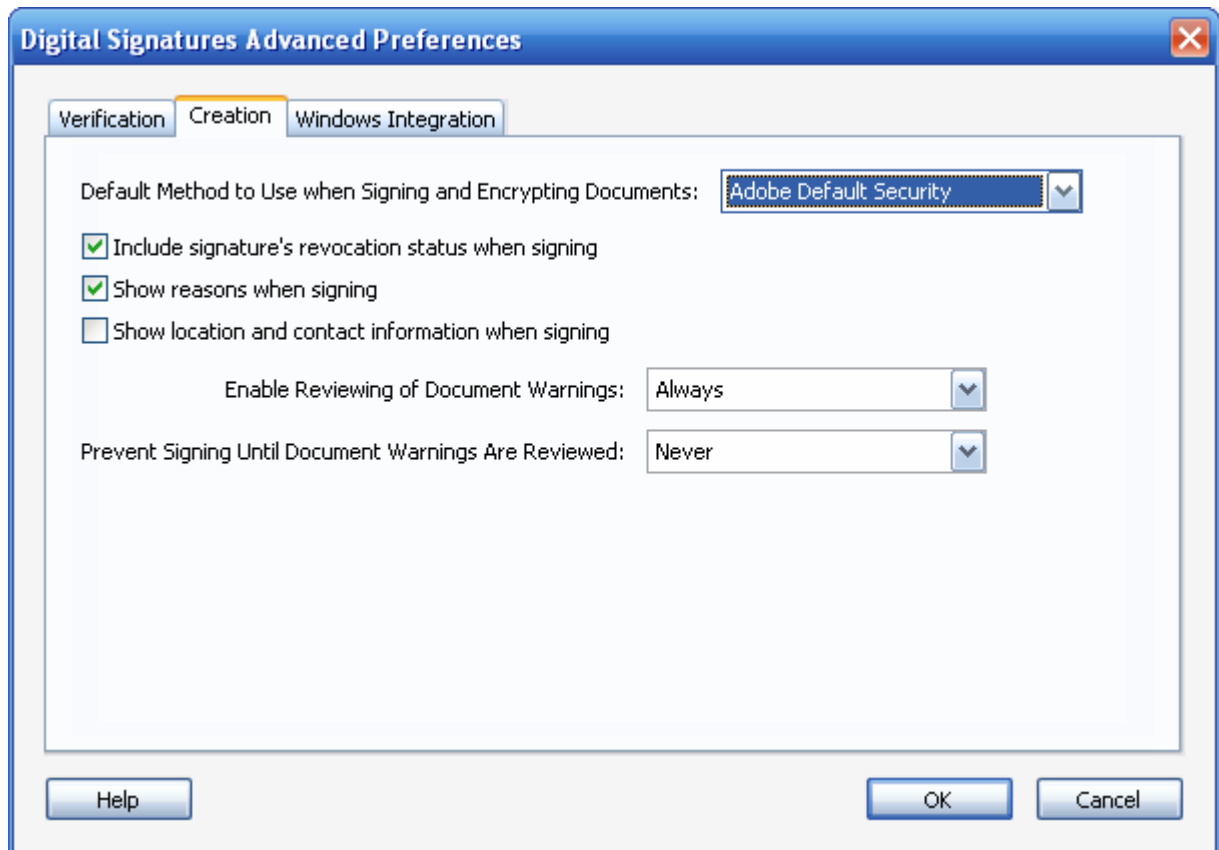 Digital Signatures Advanced Preferences
Verification Creation Windows Integration
Default Method to Use when Signing and Encrypting Documents: Adobe Default Security
Include signature's revocation status when signing
Show reasons when signing
Show location and contact information when signing
Enable Reviewing of Document Warnings: Always
Prevent Signing Until Document Warnings Are Reviewed: Never
Help OK Cancel